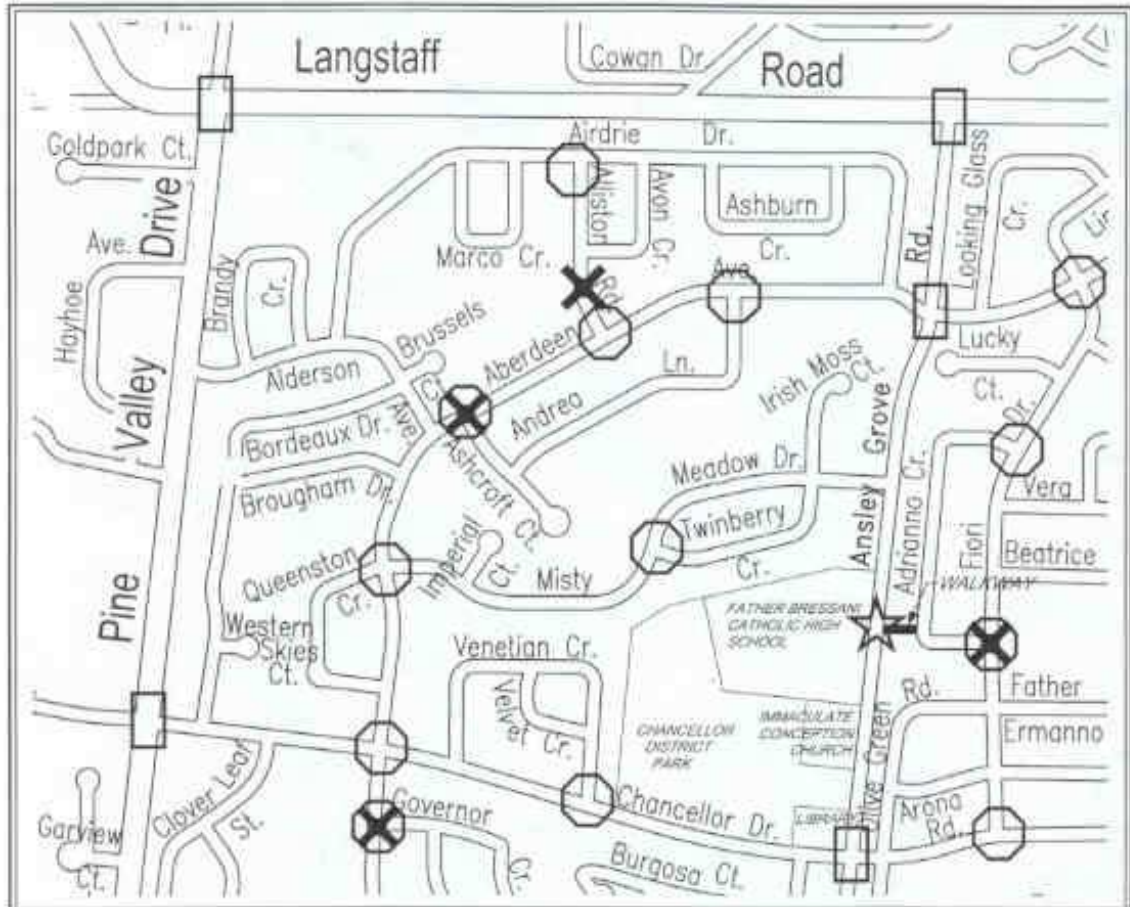 Langstaff Road
Cowan Dr.
Goldpark Ct.
Airdrie Dr.
Drive
Ave.
Hayhoe
Brandy
Cr.
Marco Cr.
Alliston
Rd.
Avon Cr.
Ashburn
Cr.
Ave.
Rd.
Looking Glass
Cr.
Brussels
Ct.
Aberdeen
Alderson
Ave.
Lucky
Ct.
Ln.
Andrea
Irish Moss
Ct.
Valley
Bordeaux Dr.
Brougham Dr.
Ashcroft Ct.
Meadow Dr.
Grove
Ansley
Adrianno Cr.
Dr.
Fiori
Vera
Beatrice
Twinberry
Cr.
Queenston
Cr.
Imperial
Ct.
Misty
WALKWAY
Pine
Western
Skies
Ct.
FATHER BRESSANI
CATHOLIC HIGH
SCHOOL
Venetian Cr.
Velvet Cr.
CHANCELLOR
DISTRICT
PARK
IMMACULATE
CONCEPTION
CHURCH
Rd.
Father
Ermanno
Olive Green
Clover Leaf
St.
Governor
Cr.
Chancellor Dr.
LIBRARY
Arona
Rd.
Garview
Ct.
Burgosa Ct.